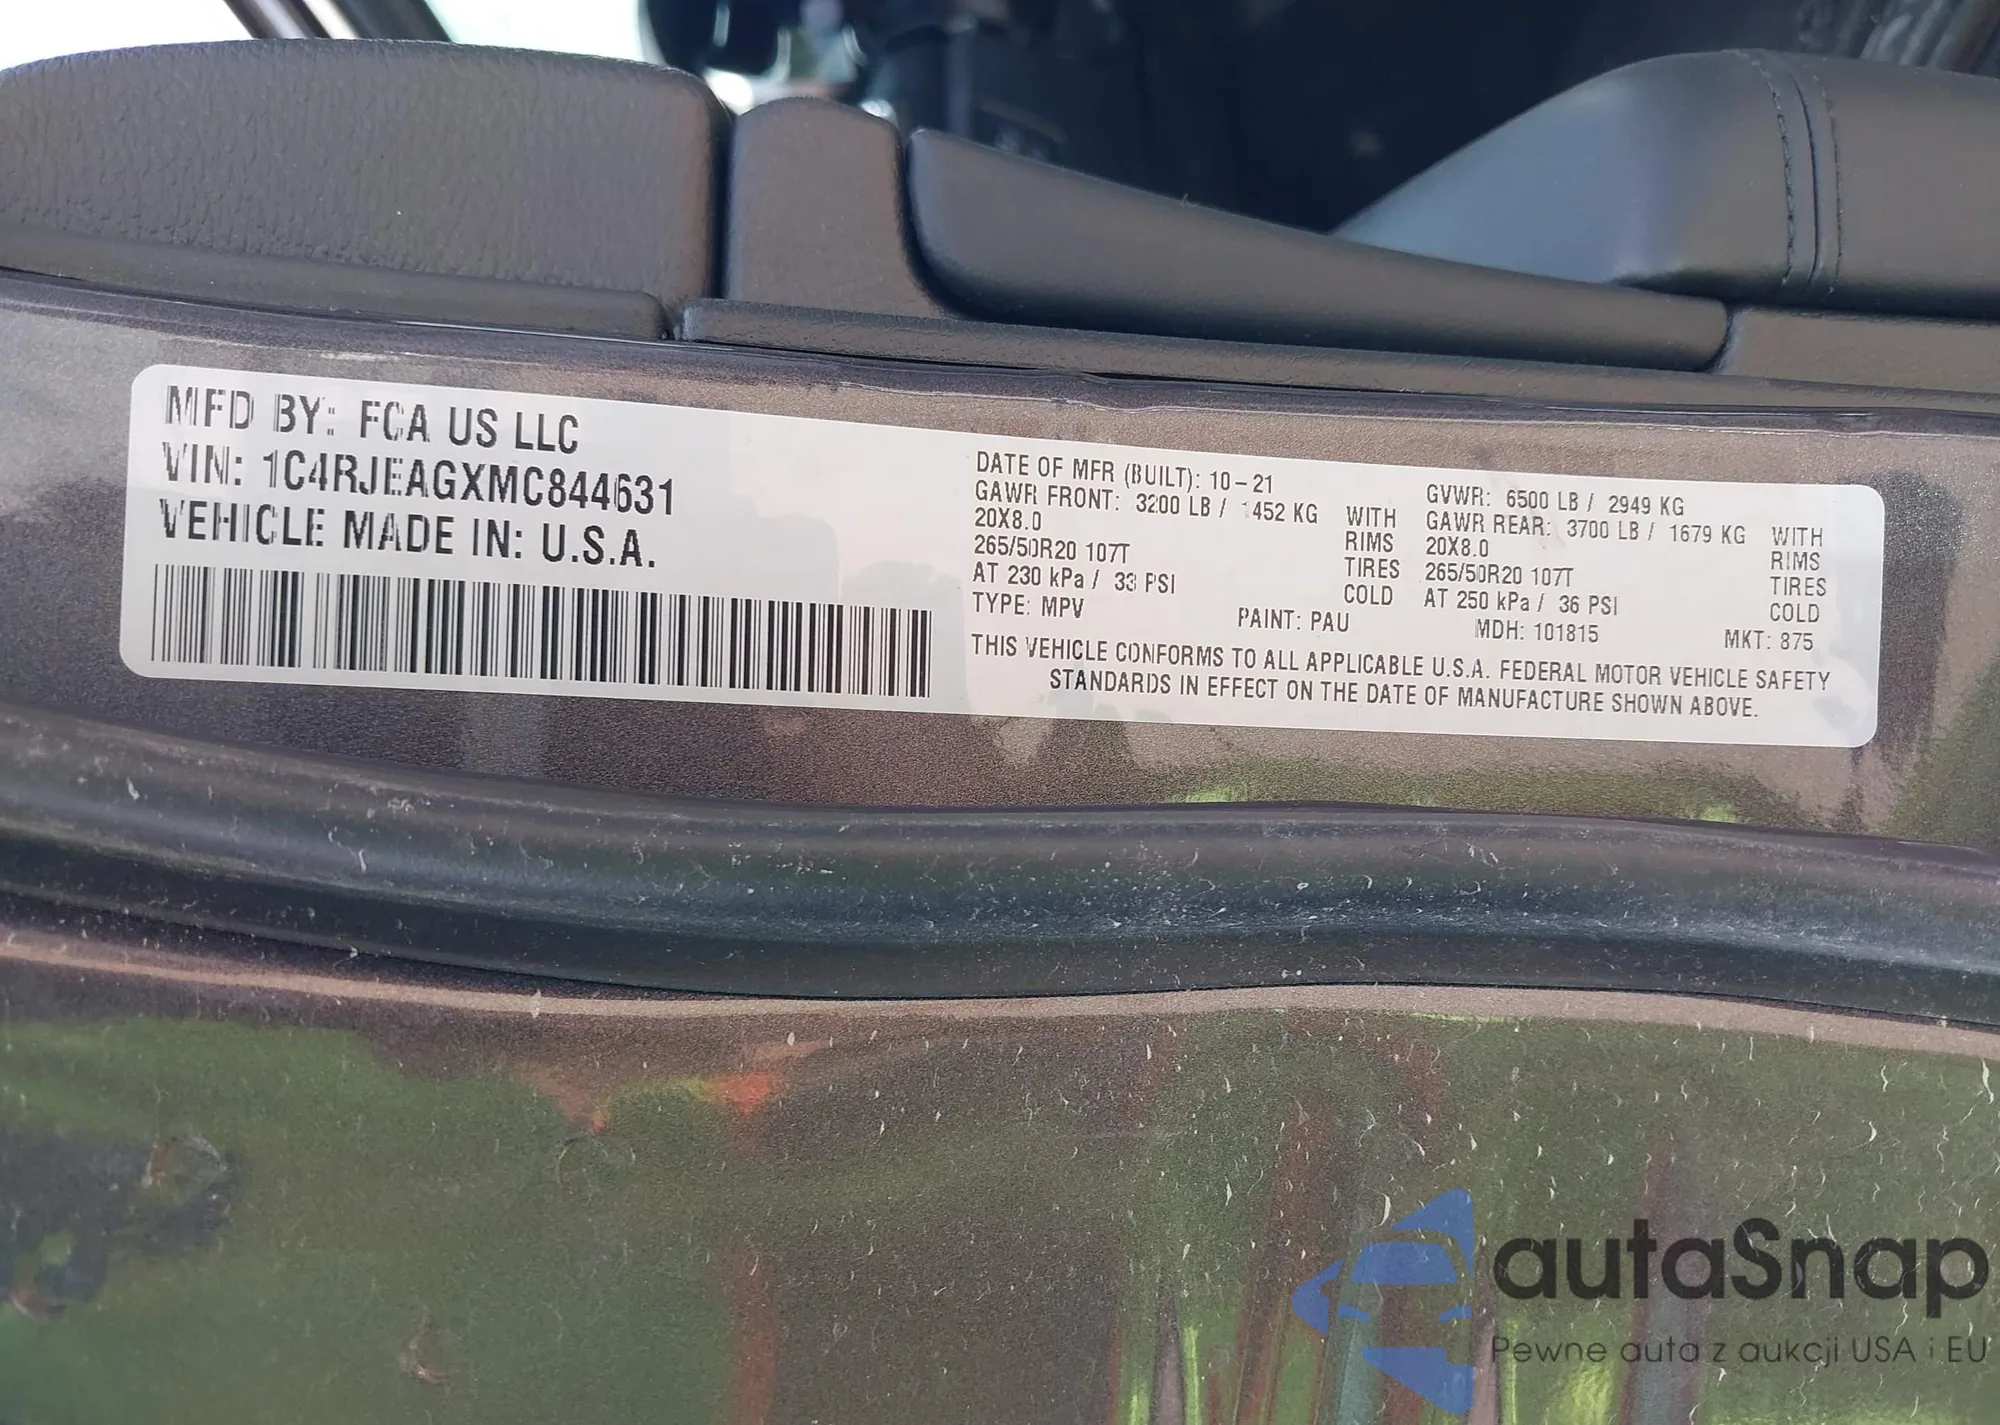 MFD BY: FCA US LLC
VIN: 1C4RJEAGXMC844631
VEHICLE MADE IN: U.S.A.
DATE OF MFR (BUILT): 10-21
GAWR FRONT: 3200 LB / 1452 KG WITH
20X8.0 RIMS
265/50R20 107T TIRES
AT 230 kPa / 33 PSI COLD
TYPE: MPV PAINT: PAU
GVWR: 6500 LB / 2949 KG
GAWR REAR: 3700 LB / 1679 KG WITH
20X8.0 RIMS
265/50R20 107T TIRES
AT 250 kPa / 36 PSI COLD
MDH: 101815 MKT: 875
THIS VEHICLE CONFORMS TO ALL APPLICABLE U.S.A. FEDERAL MOTOR VEHICLE SAFETY
STANDARDS IN EFFECT ON THE DATE OF MANUFACTURE SHOWN ABOVE.
autaSnap
Pewne auta z aukcji USA i EU